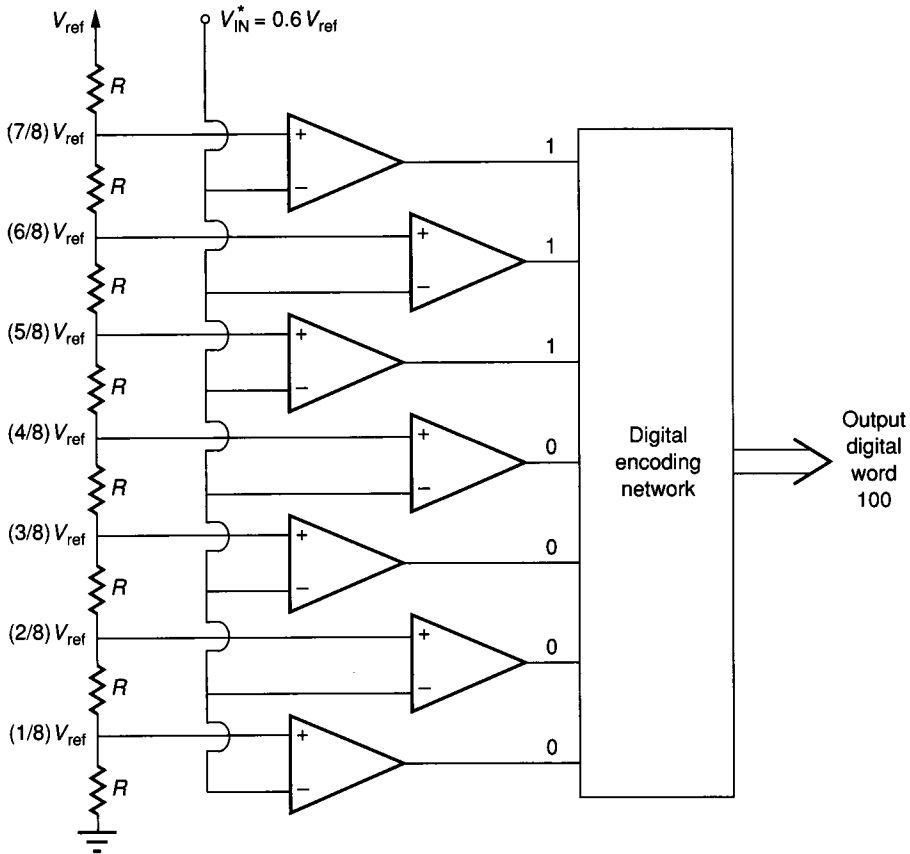 V_ref
V*_IN = 0.6 V_ref
R
(7/8) V_ref
+
−
1
R
(6/8) V_ref
+
−
1
R
(5/8) V_ref
+
−
1
R
(4/8) V_ref
+
−
0
R
(3/8) V_ref
+
−
0
R
(2/8) V_ref
+
−
0
R
(1/8) V_ref
+
−
0
R
Digital
encoding
network
Output
digital
word
100